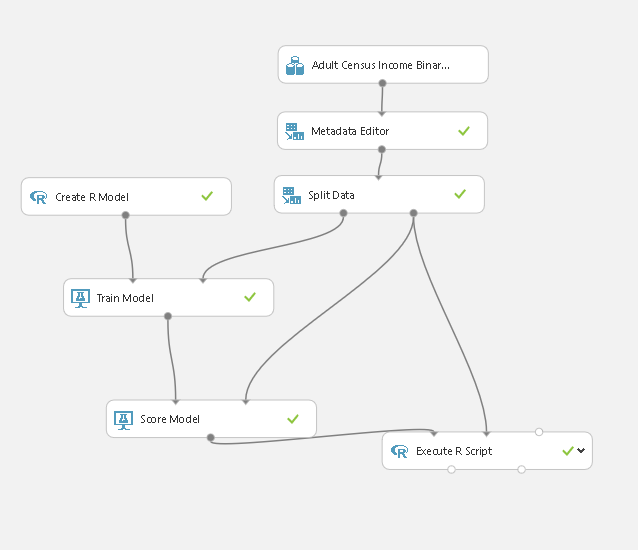 Adult Census Income Binar...
Metadata Editor
Split Data
Create R Model
Train Model
Score Model
Execute R Script